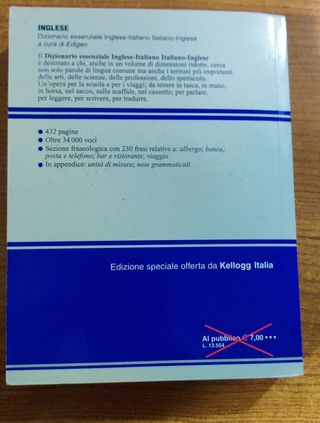 INGLESE
Dizionario essenziale Inglese-Italiano Italiano-Inglese
a cura di Edigeo
Il Dizionario essenziale Inglese-Italiano Italiano-Inglese
è destinato a chi, anche in un volume di dimensioni ridotte, cerca
non solo parole di lingua comune ma anche i termini più importanti
delle arti, delle scienze, delle professioni, dello spettacolo.
Un'opera per la scuola e per i viaggi; da tenere in tasca, in mano,
in borsa, nel sacco, sullo scaffale, nel cassetto; per parlare,
per leggere, per scrivere, per tradurre.
● 432 pagine
● Oltre 34 000 voci
● Sezione fraseologica con 230 frasi relative a: albergo; banca,
posta e telefono; bar e ristorante; viaggio
● In appendice: unità di misura; note grammaticali
Edizione speciale offerta da Kellogg Italia
Al pubblico € 7,00 •••
L. 13.554